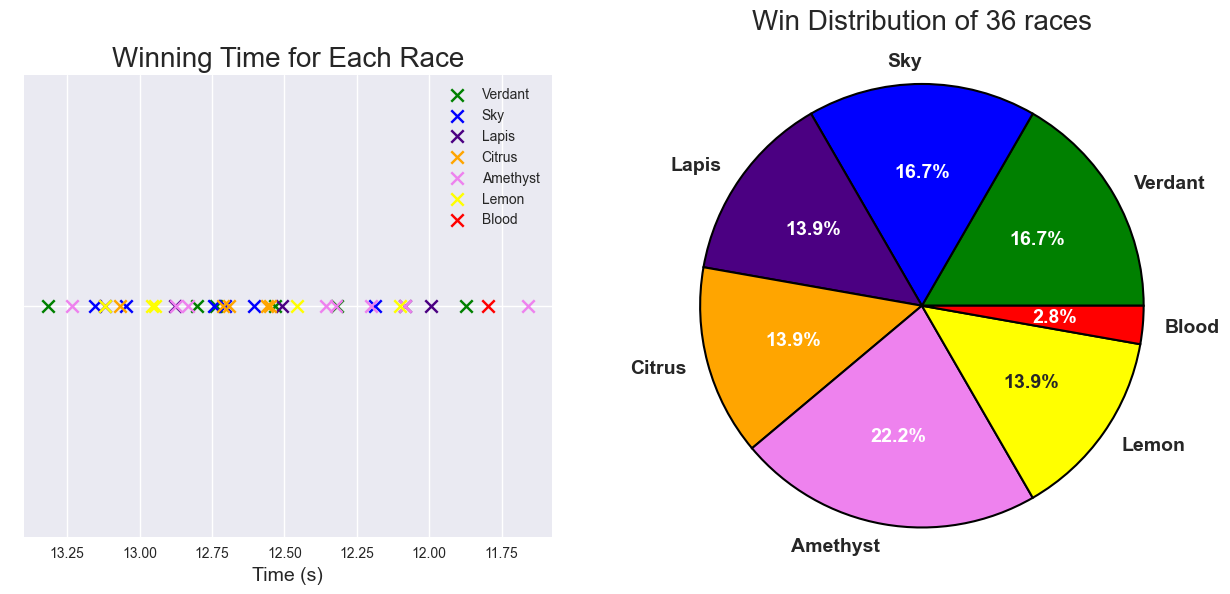 Winning Time for Each Race
Verdant
Sky
Lapis
Citrus
Amethyst
Lemon
Blood
13.25 13.00 12.75 12.50 12.25 12.00 11.75
Time (s)
Win Distribution of 36 races
Sky
16.7%
Verdant
16.7%
Lapis
13.9%
Citrus
13.9%
Amethyst
22.2%
Lemon
13.9%
Blood
2.8%